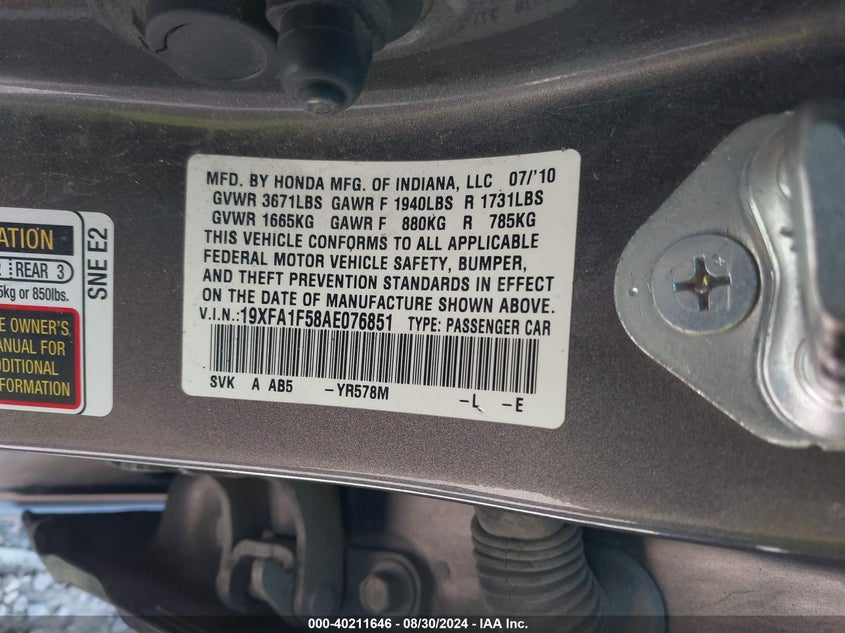 MFD. BY HONDA MFG. OF INDIANA, LLC 07/'10
GVWR 3671LBS GAWR F 1940LBS R 1731LBS
GVWR 1665KG GAWR F 880KG R 785KG
THIS VEHICLE CONFORMS TO ALL APPLICABLE
FEDERAL MOTOR VEHICLE SAFETY, BUMPER,
AND THEFT PREVENTION STANDARDS IN EFFECT
ON THE DATE OF MANUFACTURE SHOWN ABOVE.
V.I.N.:19XFA1F58AE076851 TYPE: PASSENGER CAR
SVK A AB5 -YR578M -L -E
ATION
REAR 3
5kg or 850lbs.
OWNER'S
ANUAL FOR
DDITIONAL
FORMATION
SNE E2
000-40211646 - 08/30/2024 - IAA Inc.